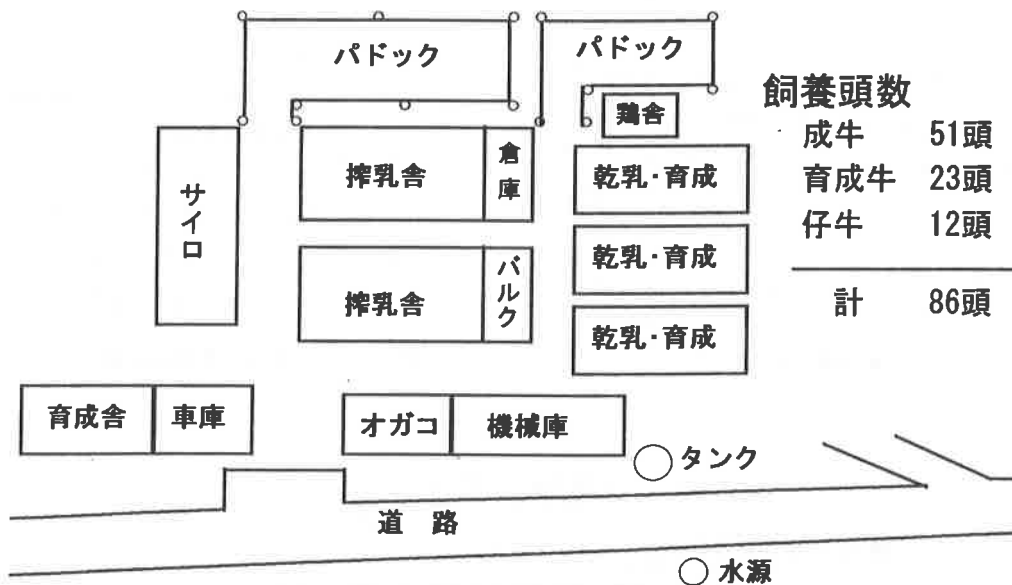 パドック
パドック
鶏舎
飼養頭数
成牛 51頭
育成牛 23頭
仔牛 12頭
計 86頭
サイロ
搾乳舎
倉庫
乾乳・育成
搾乳舎
バルク
乾乳・育成
乾乳・育成
育成舎
車庫
オガコ
機械庫
タンク
道路
水源